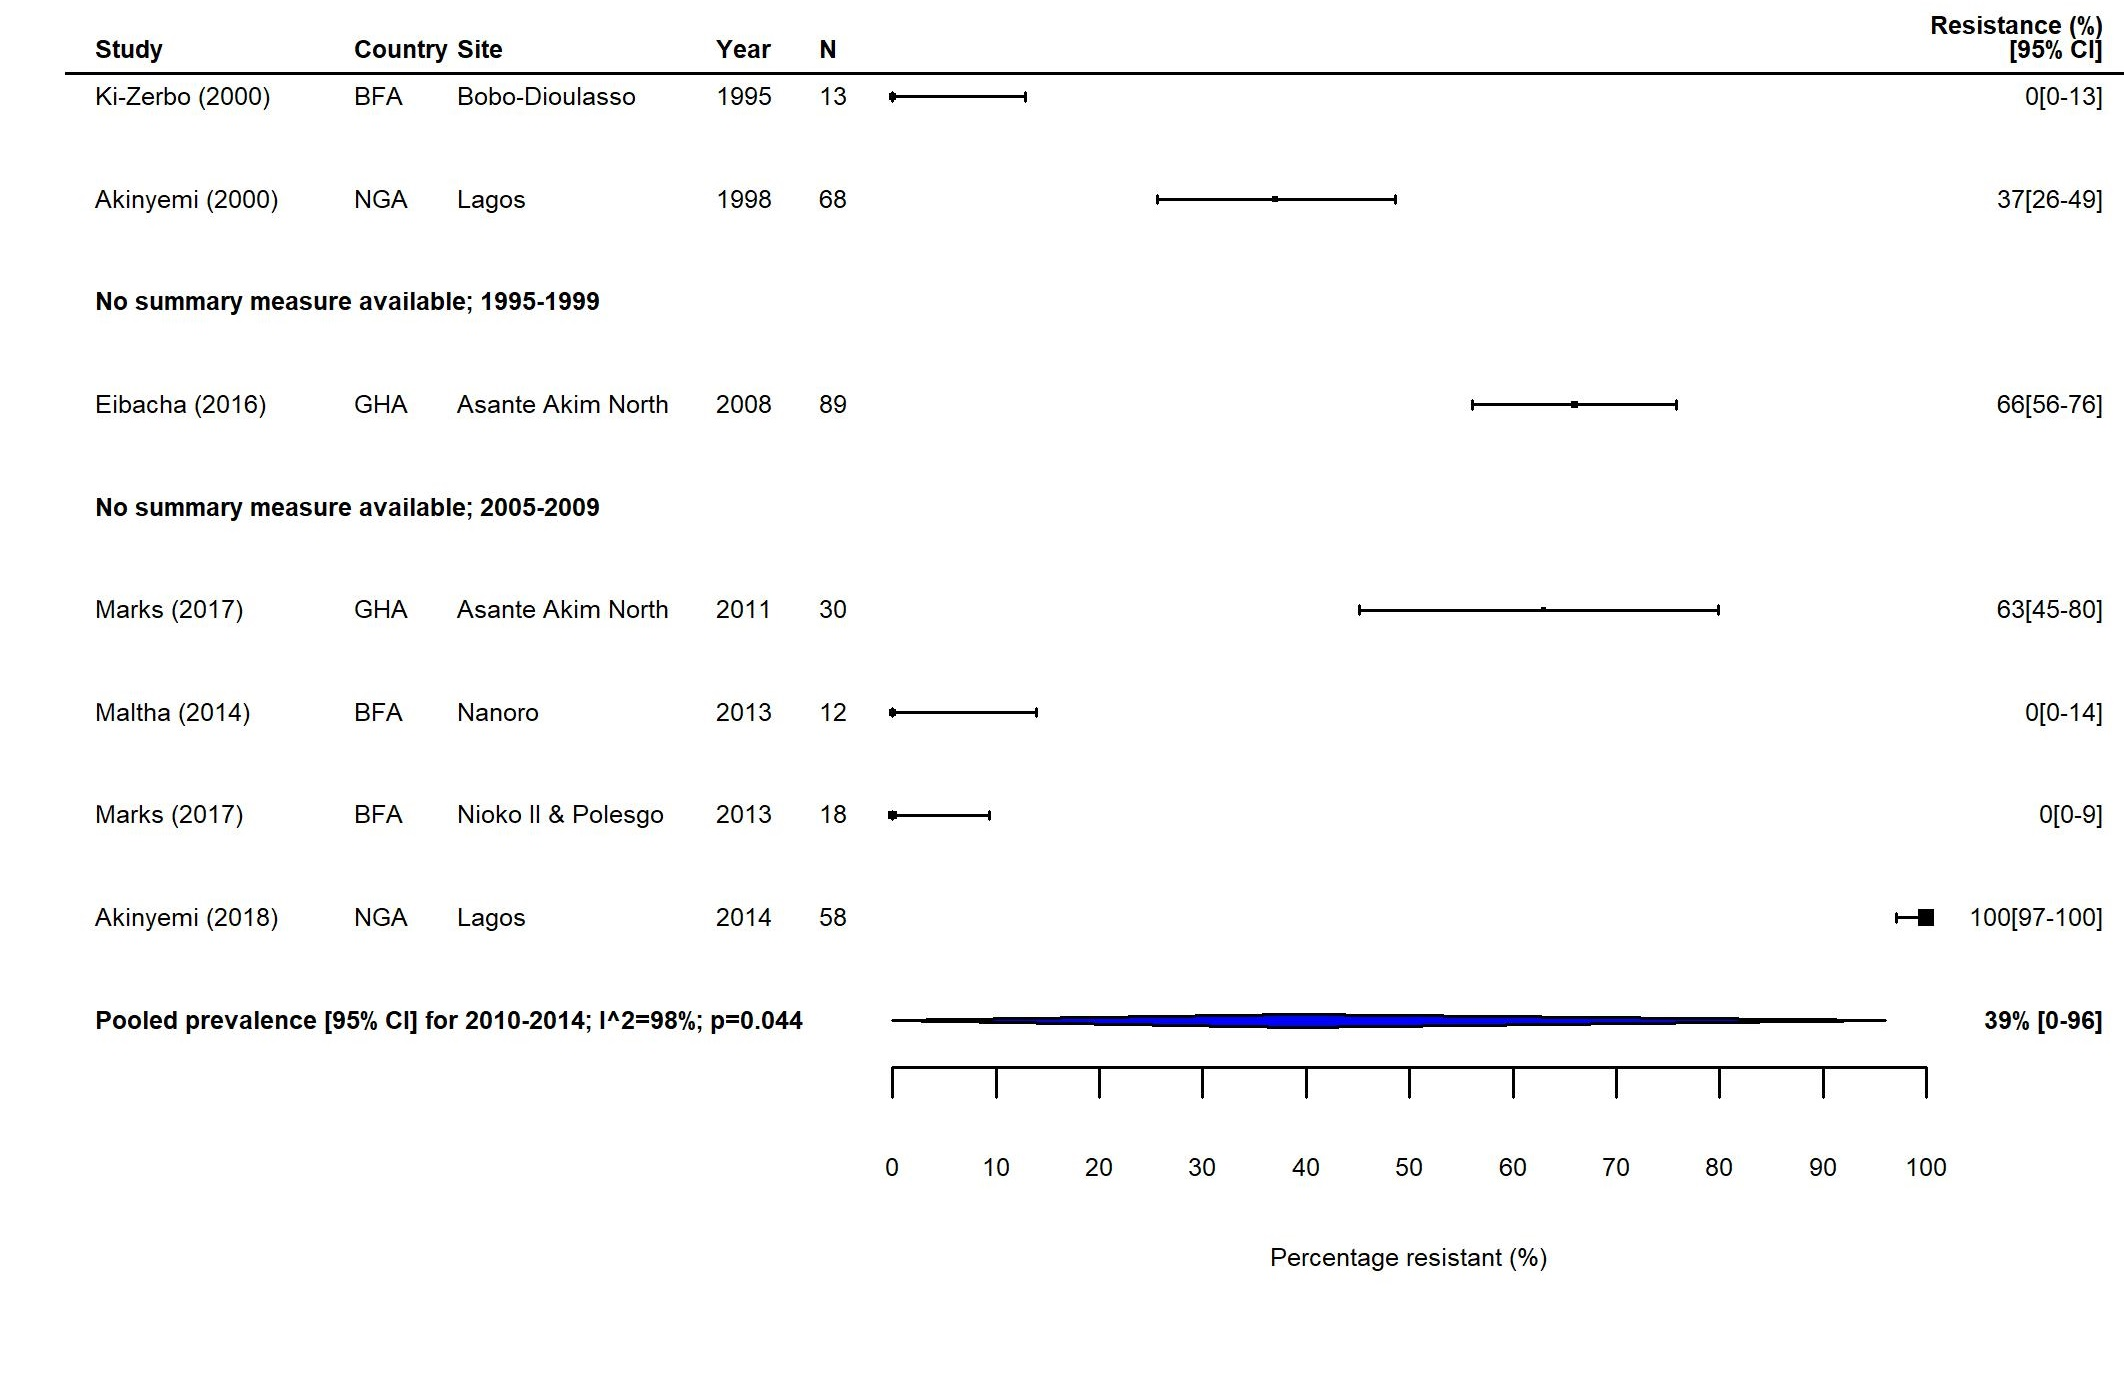 Study Country Site Year N Resistance (%)
[95% CI]
Ki-Zerbo (2000) BFA Bobo-Dioulasso 1995 13 0[0-13]
Akinyemi (2000) NGA Lagos 1998 68 37[26-49]
No summary measure available; 1995-1999
Eibacha (2016) GHA Asante Akim North 2008 89 66[56-76]
No summary measure available; 2005-2009
Marks (2017) GHA Asante Akim North 2011 30 63[45-80]
Maltha (2014) BFA Nanoro 2013 12 0[0-14]
Marks (2017) BFA Nioko II & Polesgo 2013 18 0[0-9]
Akinyemi (2018) NGA Lagos 2014 58 100[97-100]
Pooled prevalence [95% CI] for 2010-2014; I^2=98%; p=0.044 39% [0-96]
0 10 20 30 40 50 60 70 80 90 100
Percentage resistant (%)